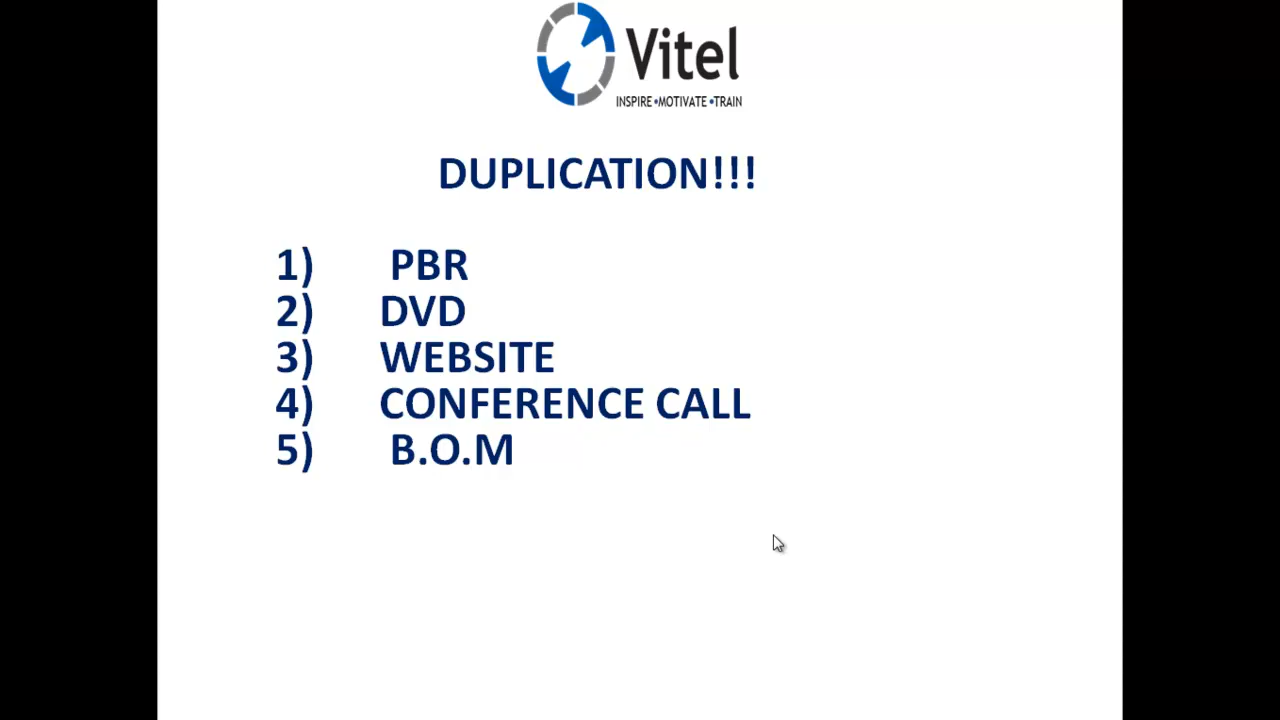 Vitel
INSPIRE •MOTIVATE •TRAIN
DUPLICATION!!!
1) PBR
2) DVD
3) WEBSITE
4) CONFERENCE CALL
5) B.O.M